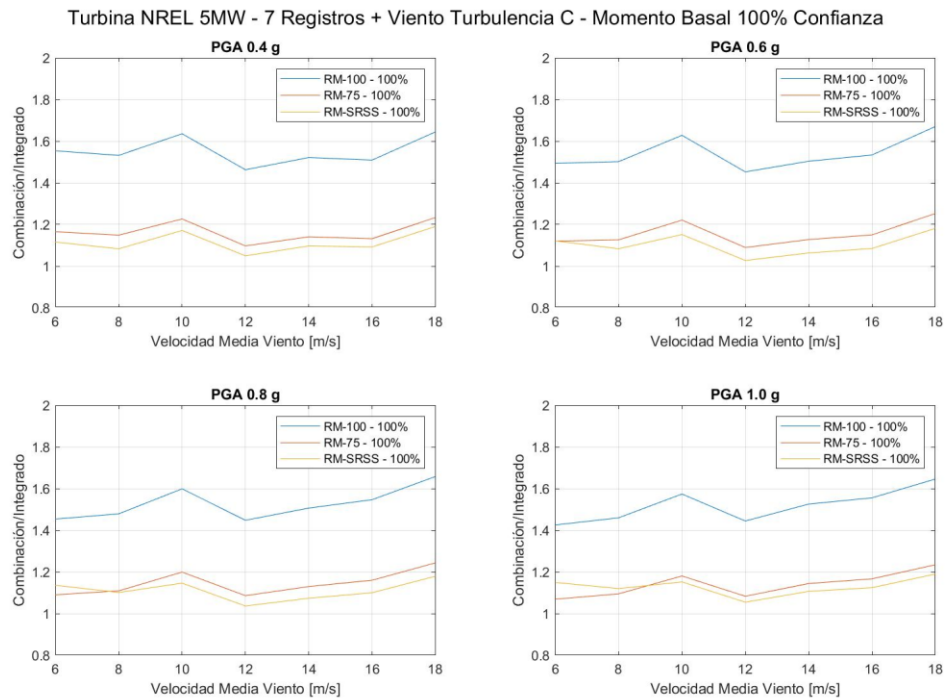 Turbina NREL 5MW - 7 Registros + Viento Turbulencia C - Momento Basal 100% Confianza
PGA 0.4 g
2
1.8
1.6
1.4
1.2
1
0.8
Combinación/Integrado
RM-100 - 100%
RM-75 - 100%
RM-SRSS - 100%
6 8 10 12 14 16 18
Velocidad Media Viento [m/s]
PGA 0.6 g
2
1.8
1.6
1.4
1.2
1
0.8
Combinación/Integrado
RM-100 - 100%
RM-75 - 100%
RM-SRSS - 100%
6 8 10 12 14 16 18
Velocidad Media Viento [m/s]
PGA 0.8 g
2
1.8
1.6
1.4
1.2
1
0.8
Combinación/Integrado
RM-100 - 100%
RM-75 - 100%
RM-SRSS - 100%
6 8 10 12 14 16 18
Velocidad Media Viento [m/s]
PGA 1.0 g
2
1.8
1.6
1.4
1.2
1
0.8
Combinación/Integrado
RM-100 - 100%
RM-75 - 100%
RM-SRSS - 100%
6 8 10 12 14 16 18
Velocidad Media Viento [m/s]